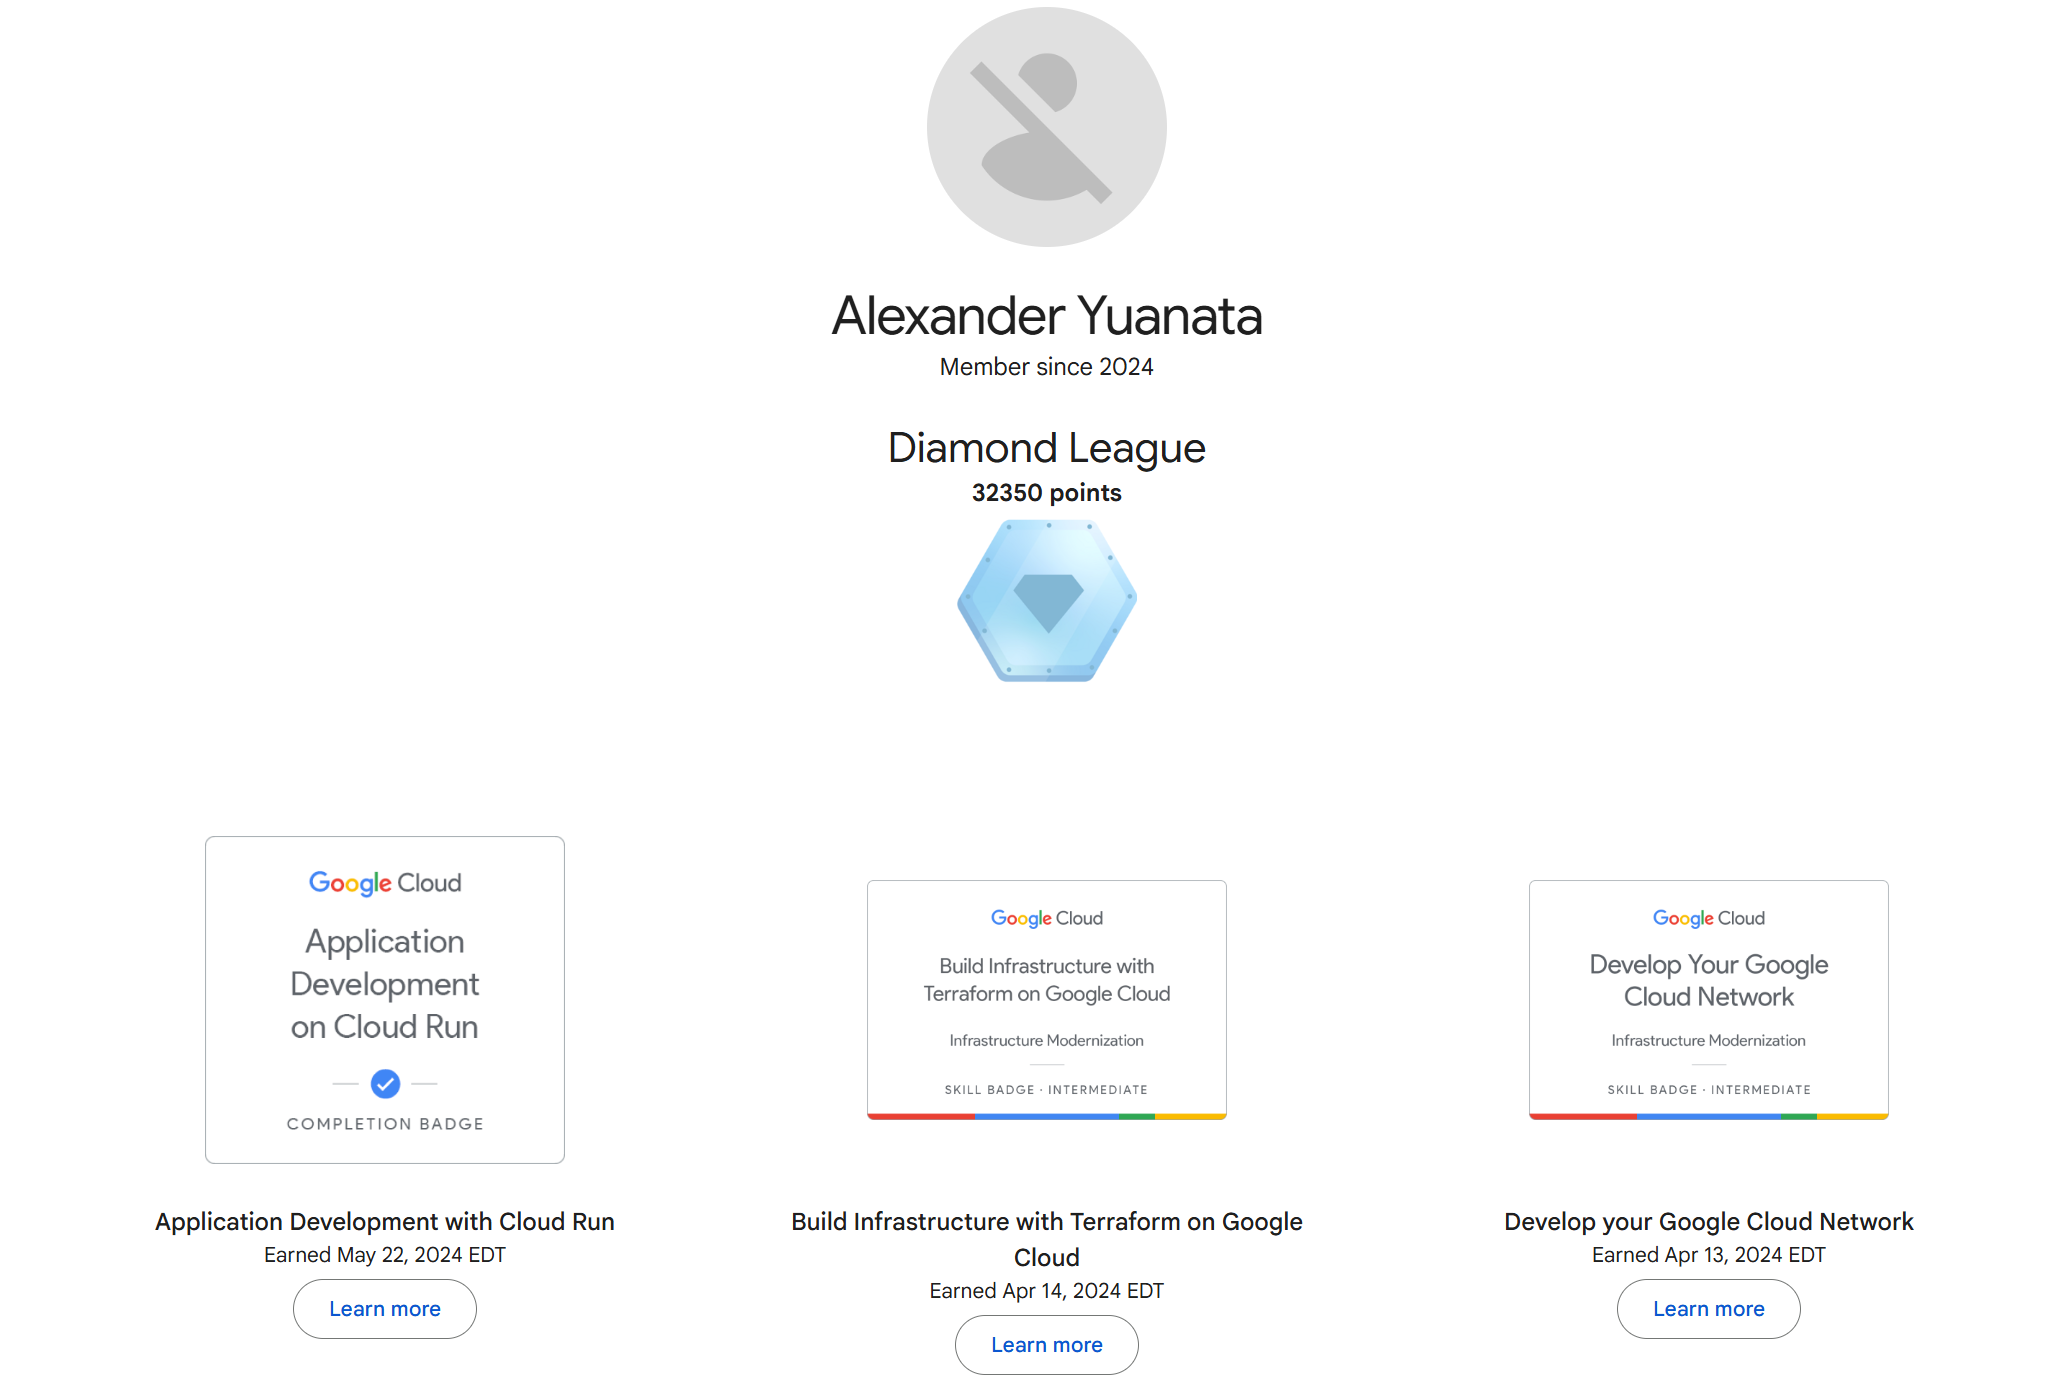 Alexander Yuanata
Member since 2024
Diamond League
32350 points
Google Cloud
Application
Development
on Cloud Run
COMPLETION BADGE
Application Development with Cloud Run
Earned May 22, 2024 EDT
Learn more
Google Cloud
Build Infrastructure with
Terraform on Google Cloud
Infrastructure Modernization
SKILL BADGE · INTERMEDIATE
Build Infrastructure with Terraform on Google
Cloud
Earned Apr 14, 2024 EDT
Learn more
Google Cloud
Develop Your Google
Cloud Network
Infrastructure Modernization
SKILL BADGE · INTERMEDIATE
Develop your Google Cloud Network
Earned Apr 13, 2024 EDT
Learn more